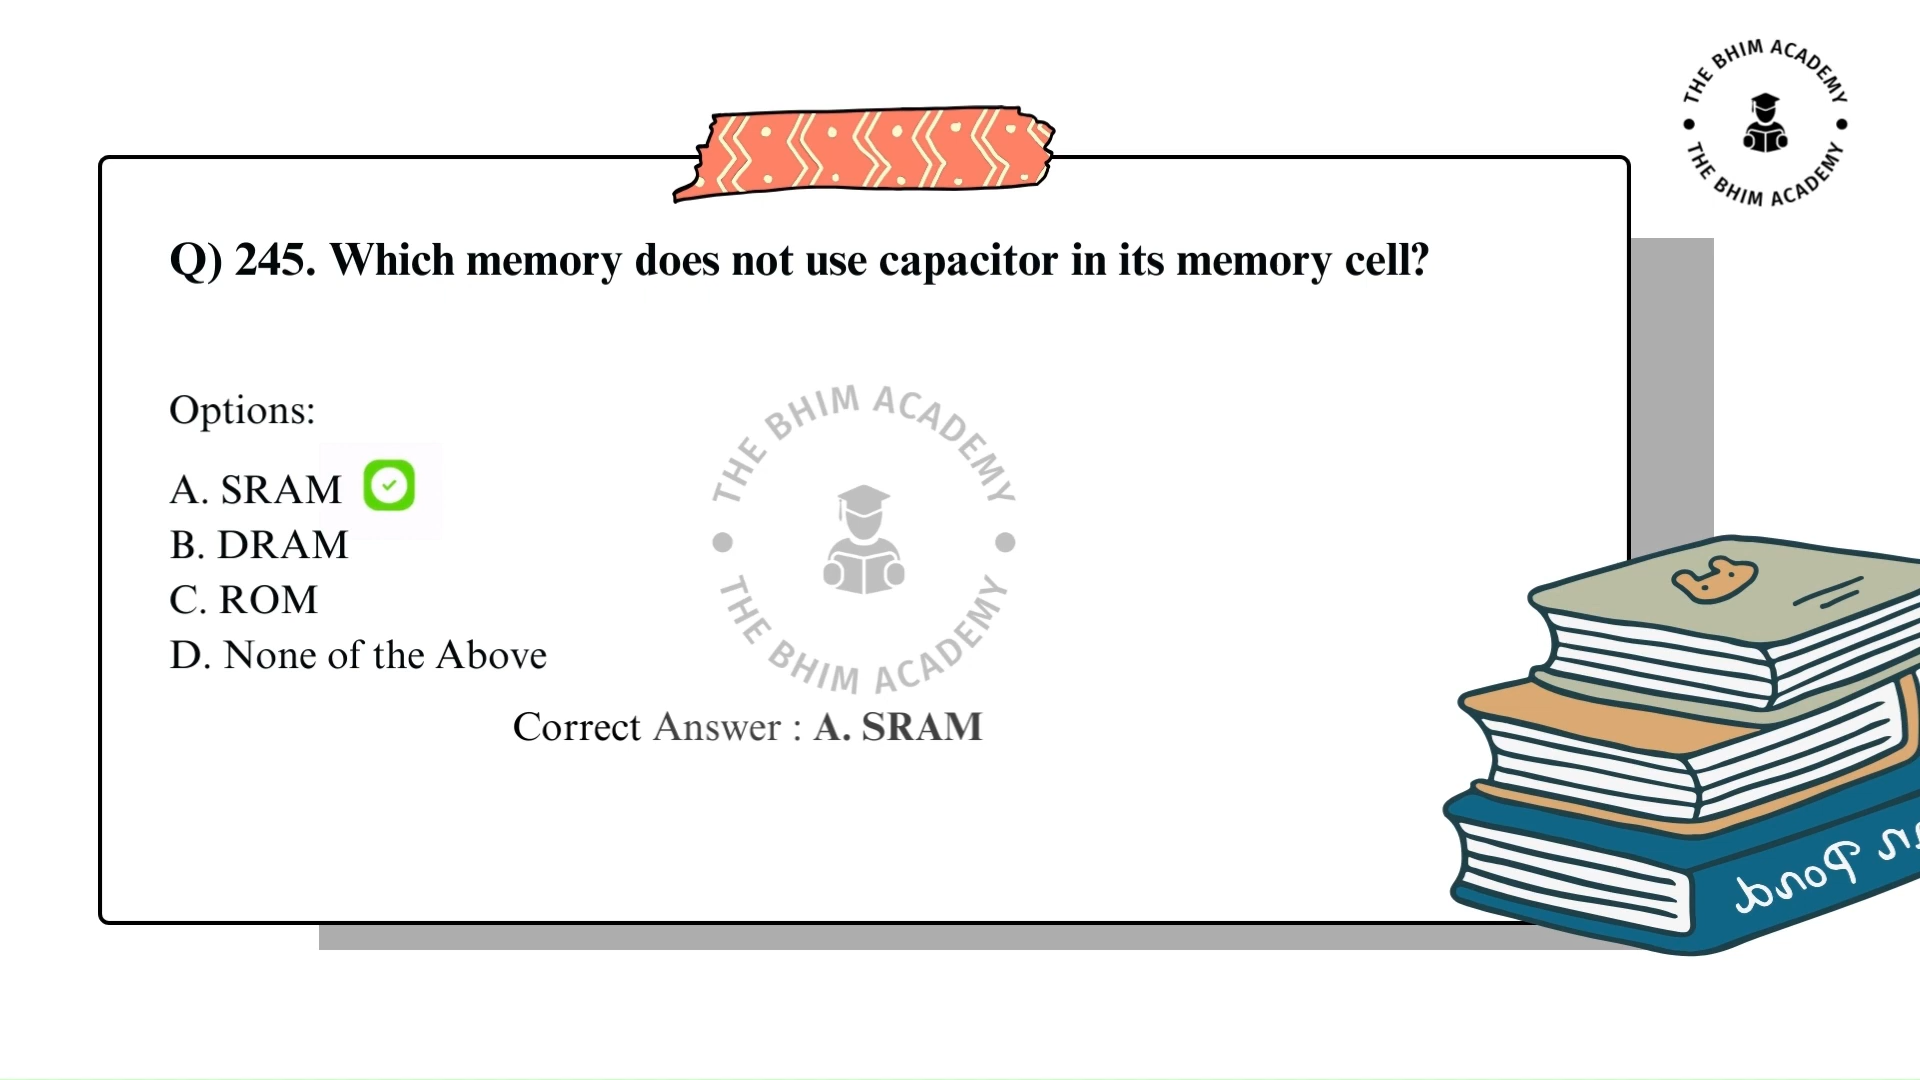 THE BHIM ACADEMY
THE BHIM ACADEMY
Q) 245. Which memory does not use capacitor in its memory cell?
Options:
THE BHIM ACADEMY
A. SRAM
B. DRAM
C. ROM
THE BHIM ACADEMY
D. None of the Above
Correct Answer : A. SRAM
Pond